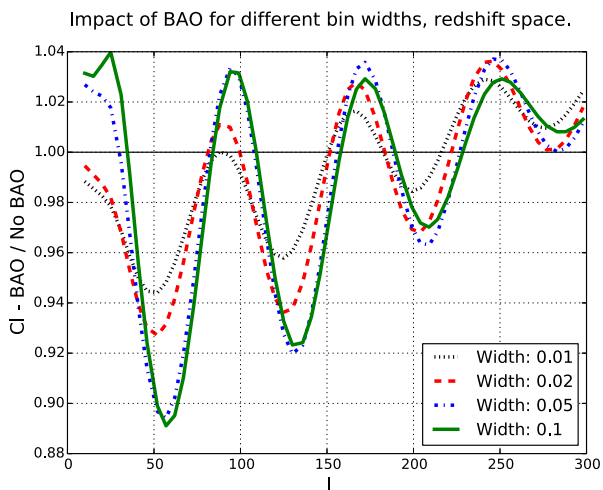 Impact of BAO for different bin widths, redshift space.
Cl - BAO / No BAO
1.04
1.02
1.00
0.98
0.96
0.94
0.92
0.90
0.88
Width: 0.01
Width: 0.02
Width: 0.05
Width: 0.1
0 50 100 150 200 250 300
l